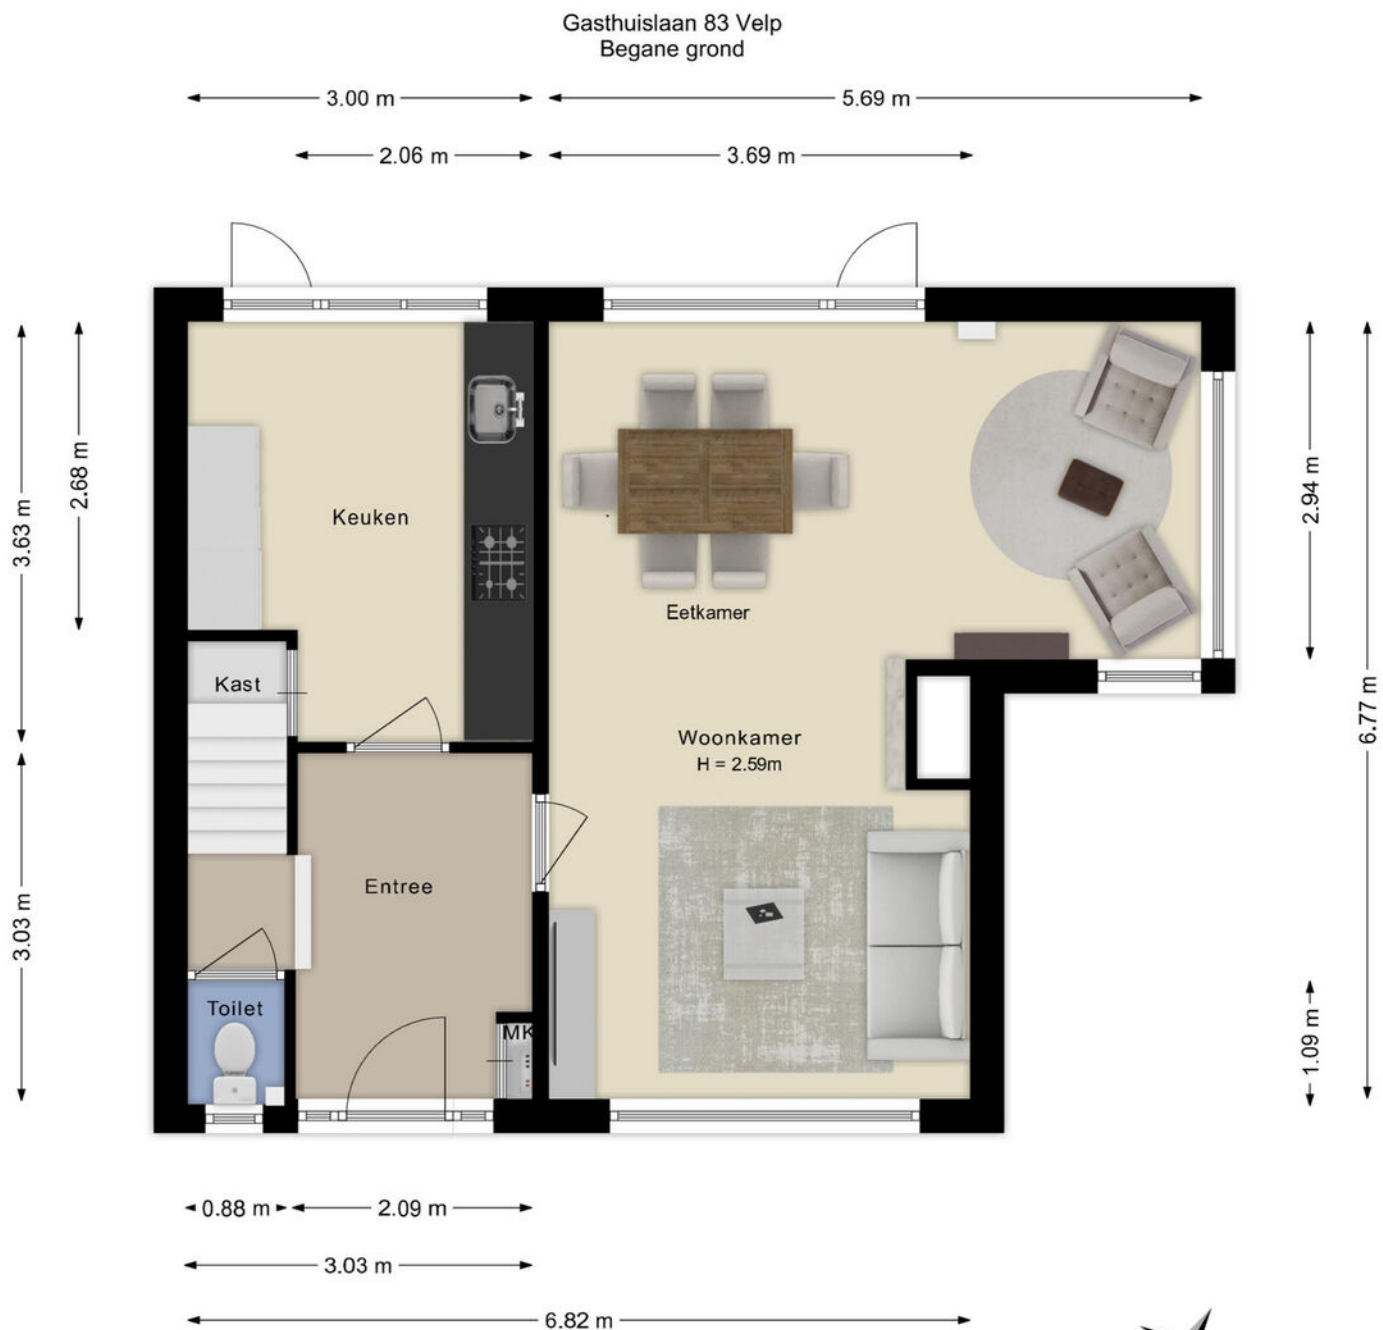 Gasthuislaan 83 Velp
Begane grond
3.00 m
5.69 m
2.06 m
3.69 m
3.63 m
2.68 m
2.94 m
6.77 m
Keuken
Eetkamer
Kast
Woonkamer
H = 2.59m
Entree
3.03 m
Toilet
MK
1.09 m
0.88 m
2.09 m
3.03 m
6.82 m